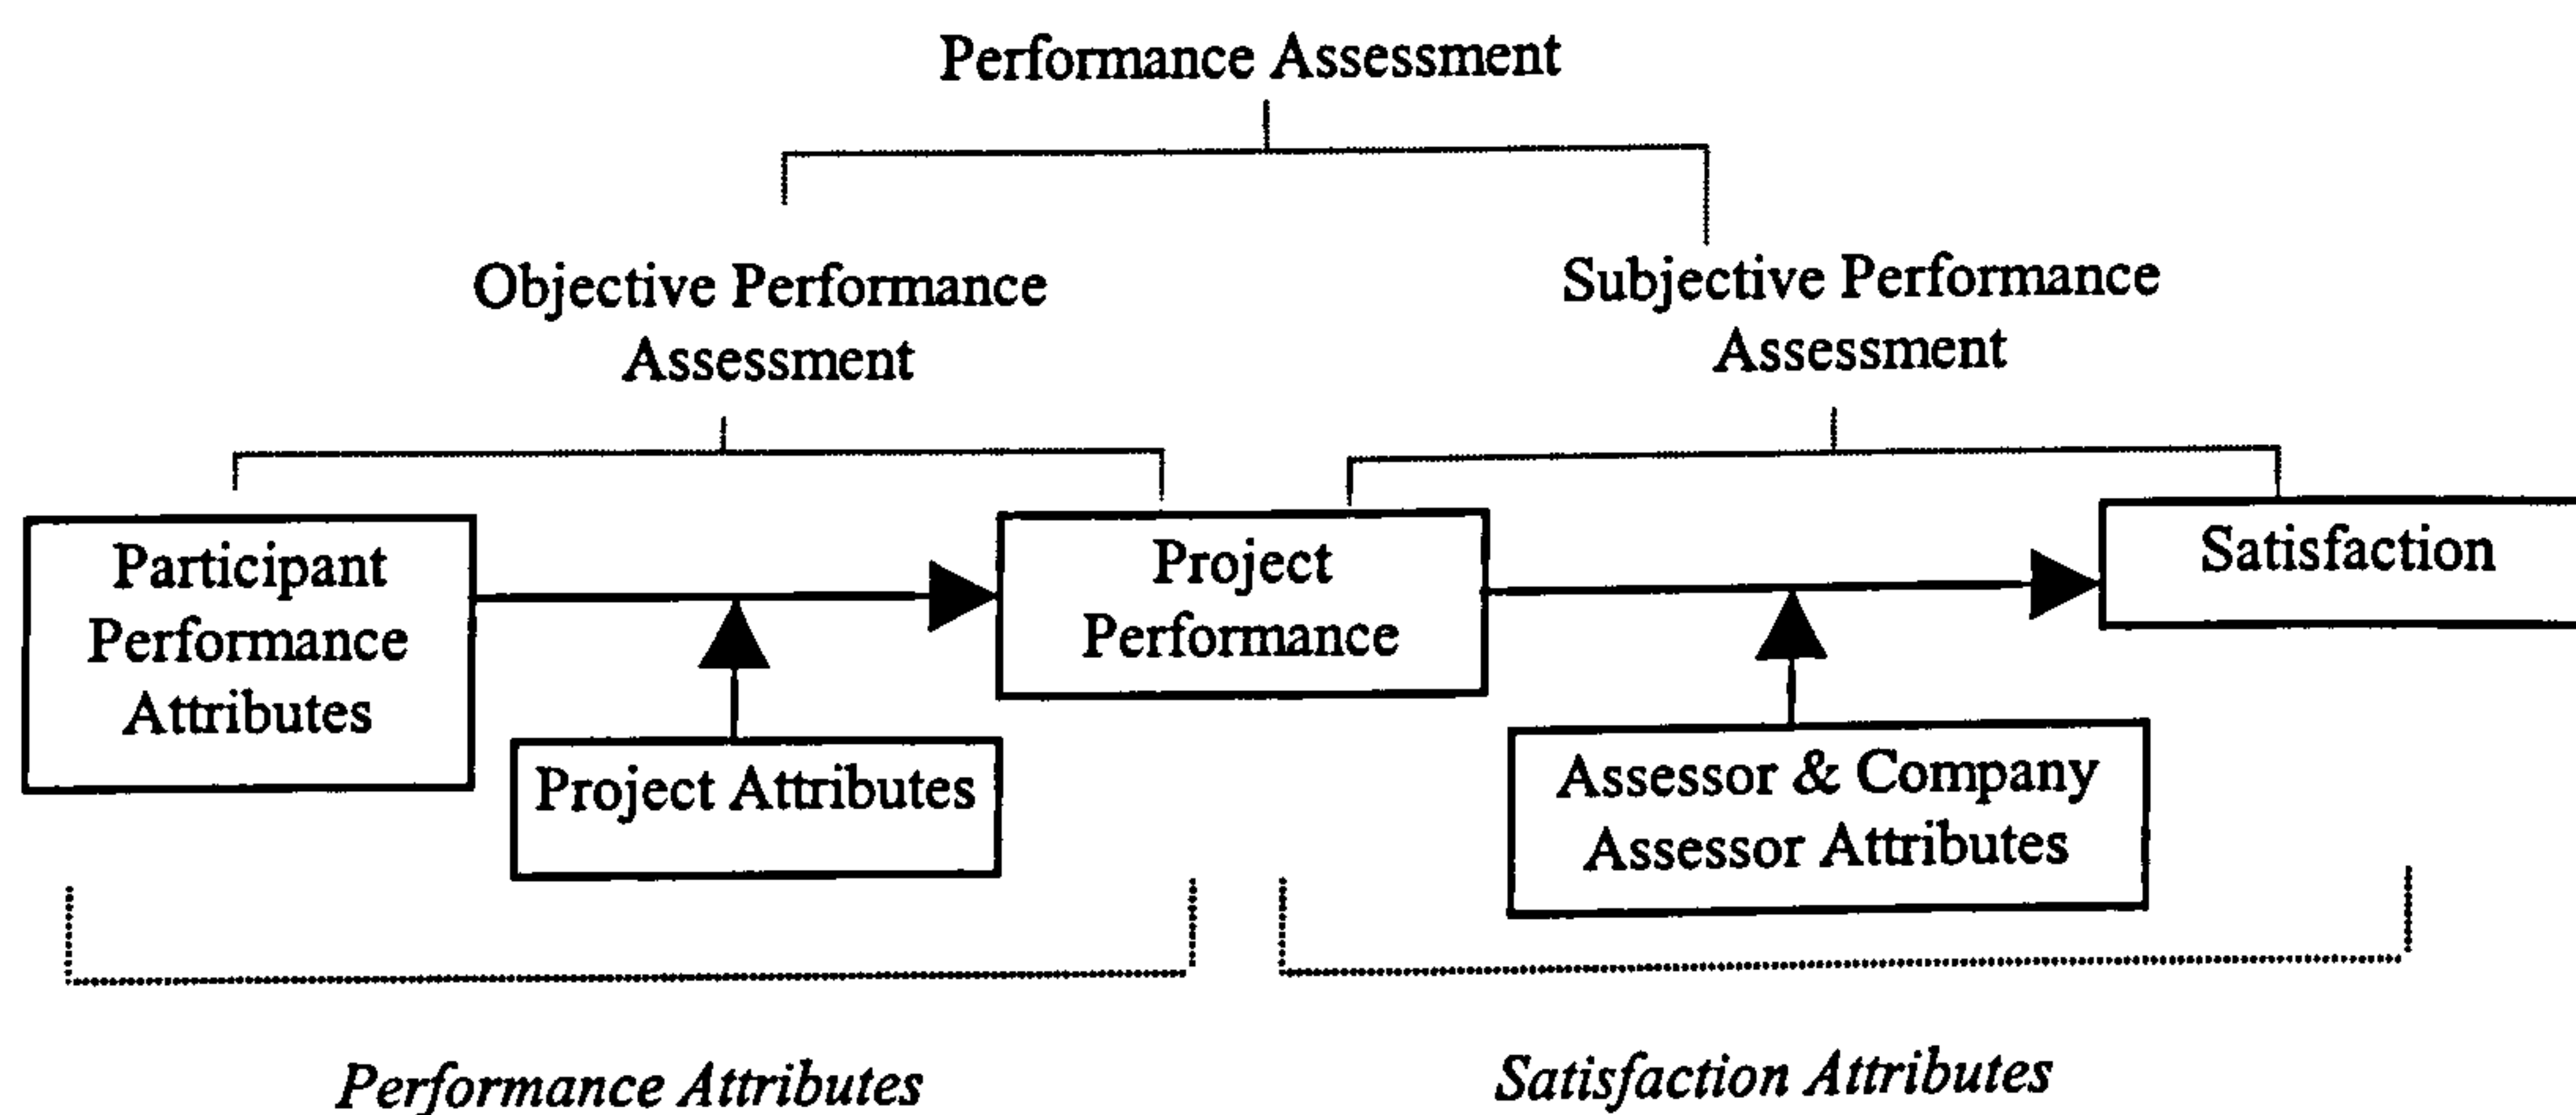 Performance Assessment
Objective Performance
Assessment
Subjective Performance
Assessment
Participant
Performance
Attributes
Project
Performance
Satisfaction
Project Attributes
Assessor & Company
Assessor Attributes
Performance Attributes
Satisfaction Attributes